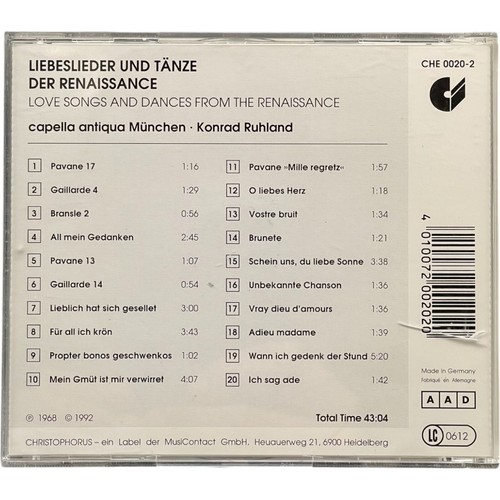 LIEBESLIEDER UND TÄNZE
DER RENAISSANCE
LOVE SONGS AND DANCES FROM THE RENAISSANCE
capella antiqua München · Konrad Ruhland
CHE 0020-2
1 Pavane 17 1:16
2 Gaillarde 4 1:29
3 Bransle 2 0:56
4 All mein Gedanken 2:45
5 Pavane 13 1:07
6 Gaillarde 14 0:54
7 Lieblich hat sich gesellet 3:00
8 Für all ich krön 3:43
9 Propter bonos geschwenkos 1:02
10 Mein Gmüt ist mir verwirret 4:07
11 Pavane »Mille regretz« 1:57
12 O liebes Herz 1:18
13 Vostre bruit 1:34
14 Brunete 1:21
15 Schein uns, du liebe Sonne 3:38
16 Unbekannte Chanson 1:36
17 Vray dieu d'amours 1:36
18 Adieu madame 1:39
19 Wann ich gedenk der Stund 5:20
20 Ich sag ade 1:42
4 010072 002020
Made in Germany
Fabriqué en Allemagne
A A D
LC 0612
℗ 1968 © 1992
Total Time 43:04
CHRISTOPHORUS – ein Label der MusiContact GmbH, Heuauerweg 21, 6900 Heidelberg